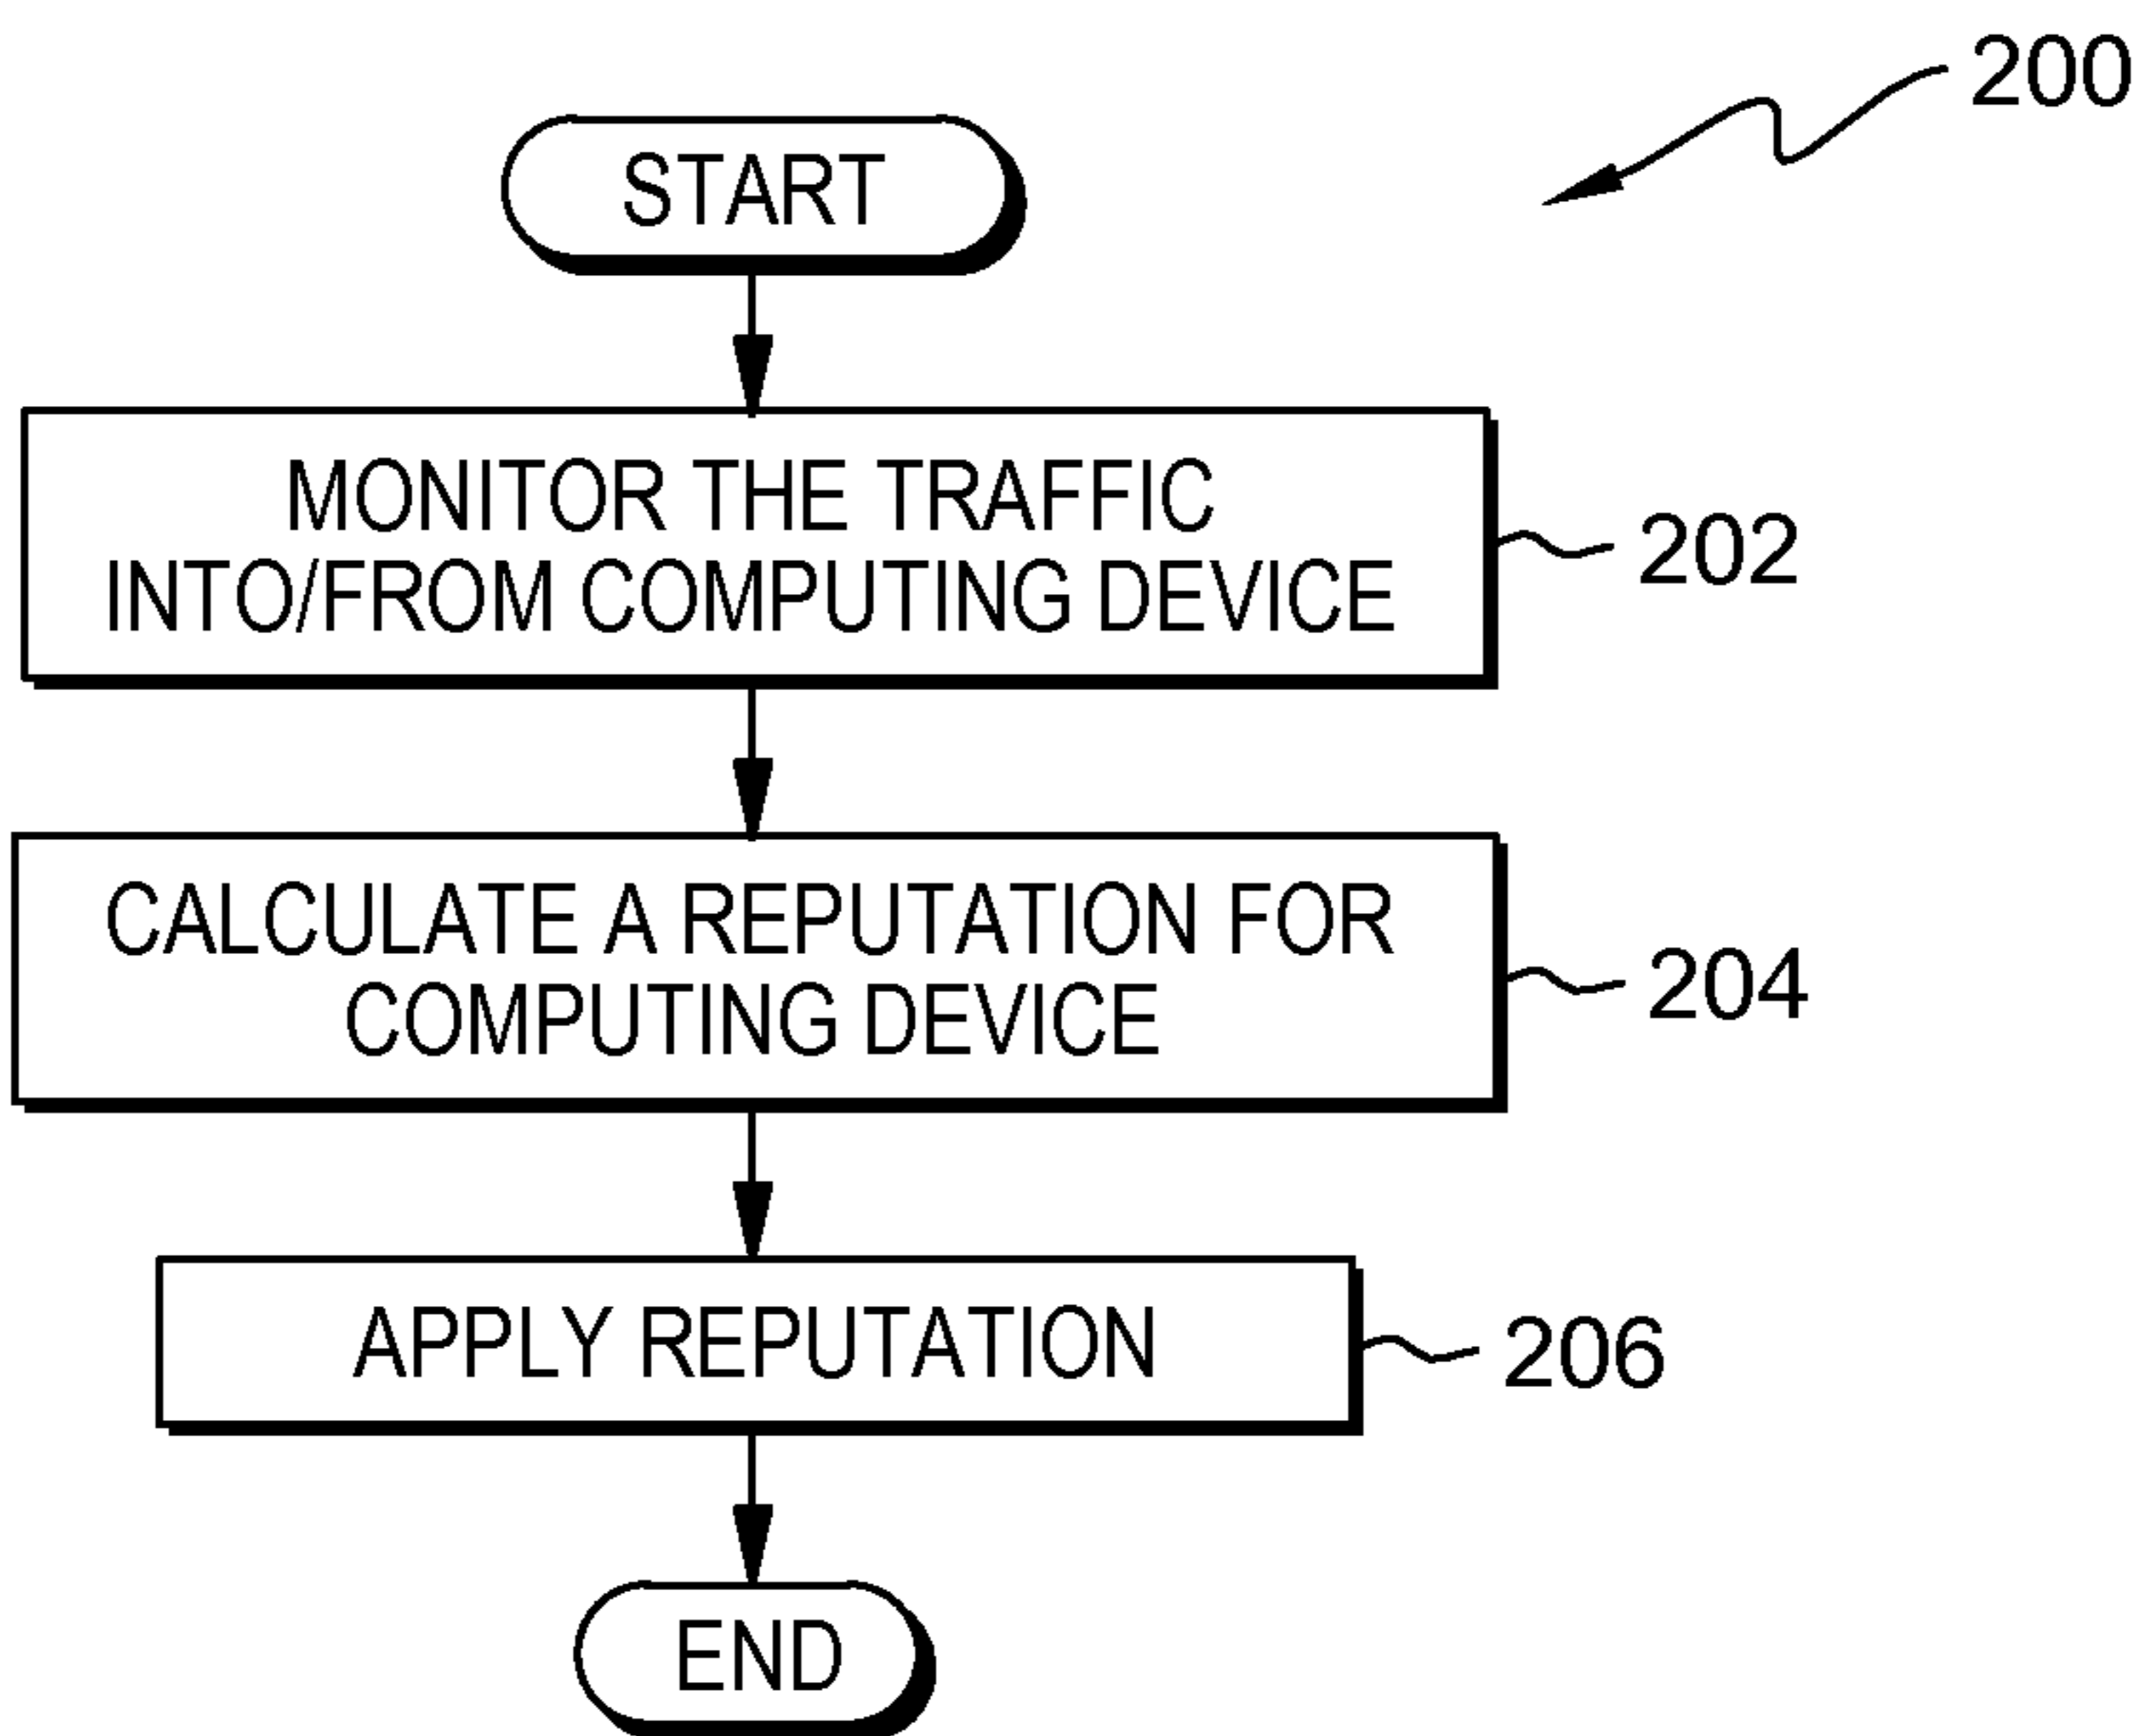 200
START
MONITOR THE TRAFFIC
INTO/FROM COMPUTING DEVICE
202
CALCULATE A REPUTATION FOR
COMPUTING DEVICE
204
APPLY REPUTATION
206
END